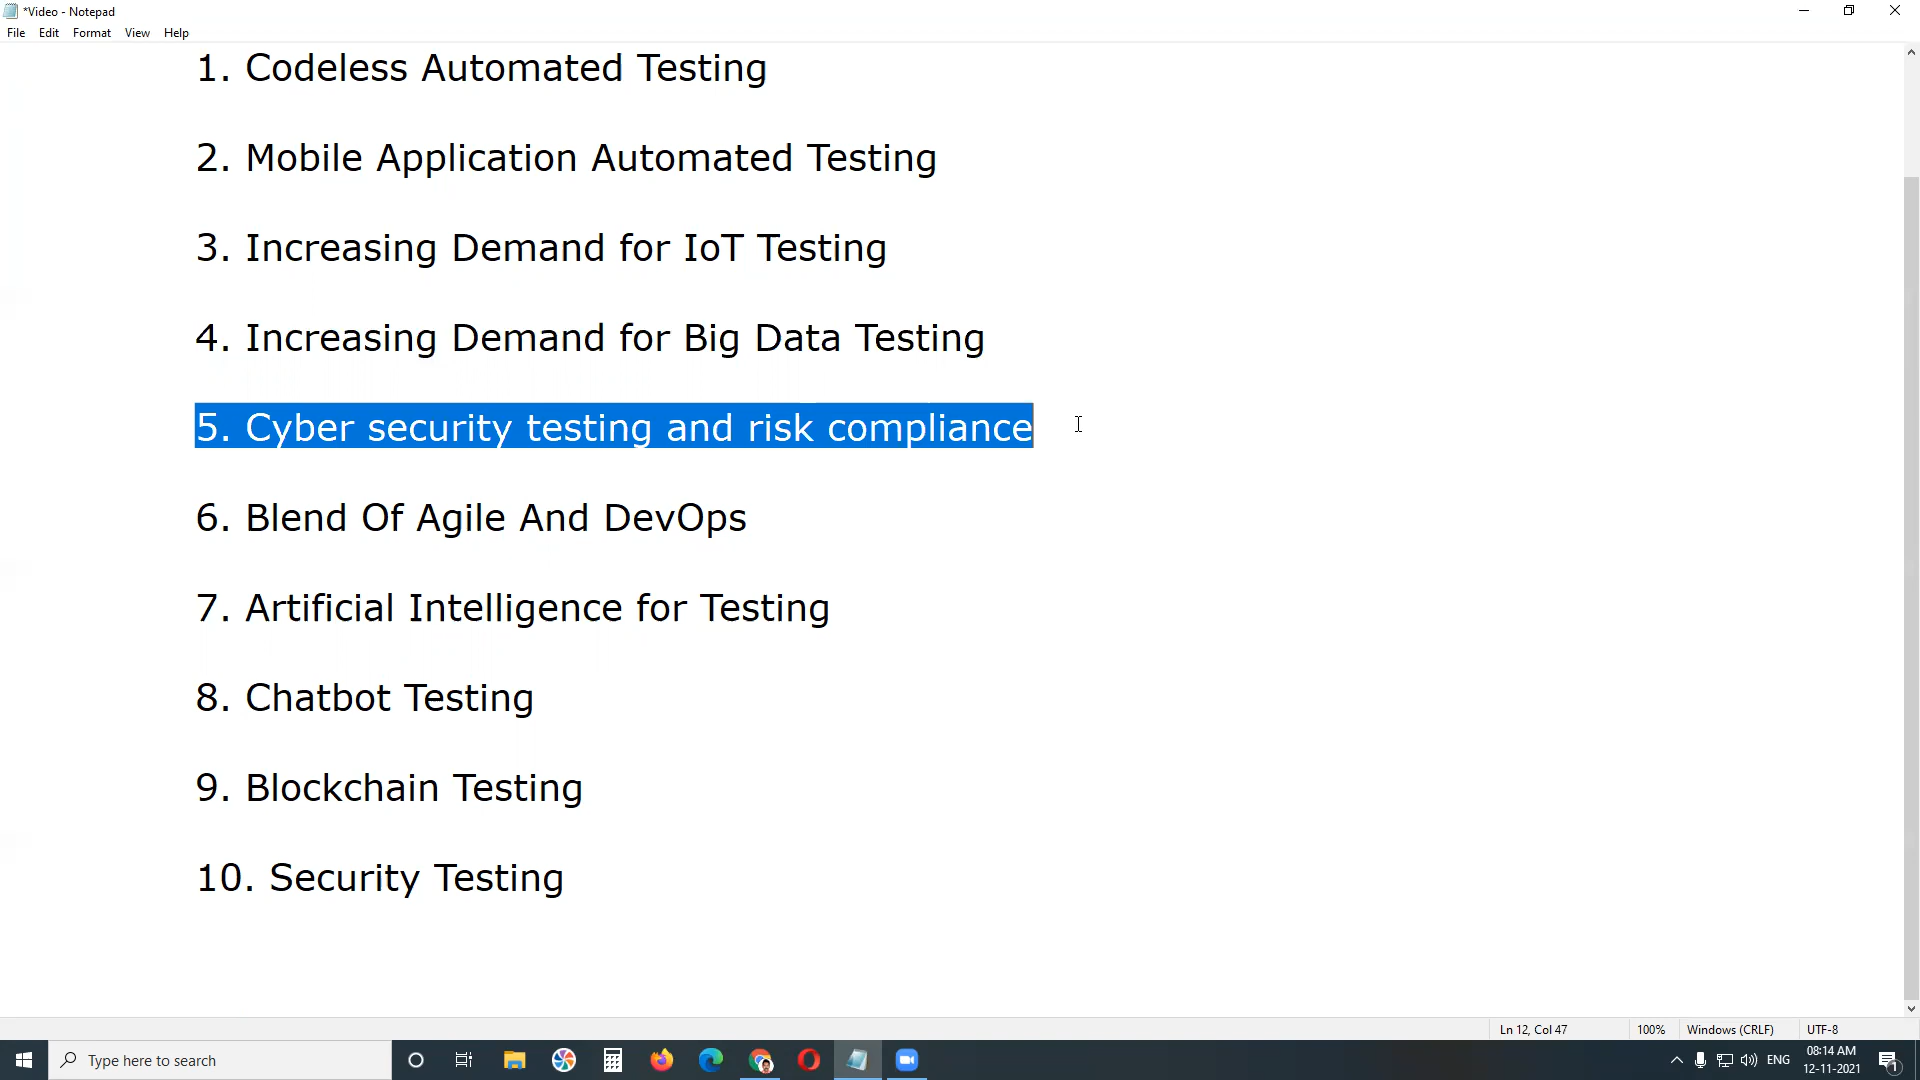 *Video - Notepad
File Edit Format View Help
1. Codeless Automated Testing
2. Mobile Application Automated Testing
3. Increasing Demand for IoT Testing
4. Increasing Demand for Big Data Testing
5. Cyber security testing and risk compliance
6. Blend Of Agile And DevOps
7. Artificial Intelligence for Testing
8. Chatbot Testing
9. Blockchain Testing
10. Security Testing
Ln 12, Col 47 100% Windows (CRLF) UTF-8
Type here to search ENG 08:14 AM
12-11-2021 1